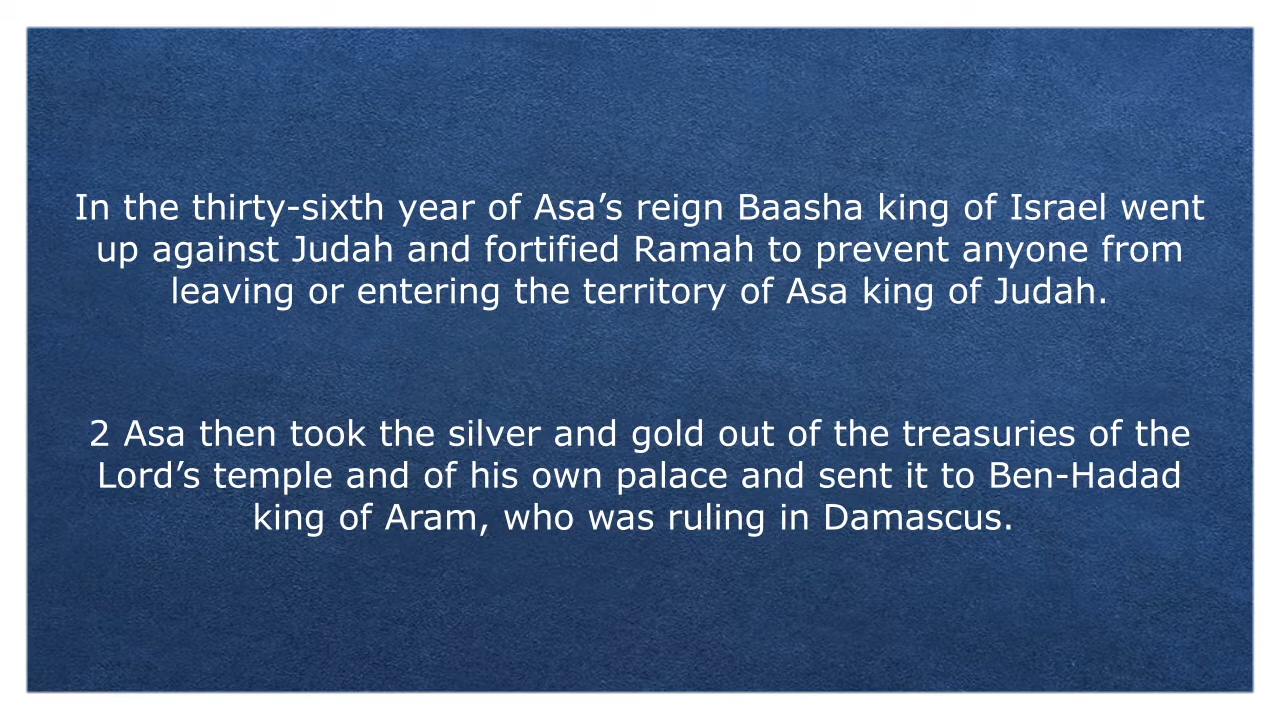 In the thirty-sixth year of Asa’s reign Baasha king of Israel went
up against Judah and fortified Ramah to prevent anyone from
leaving or entering the territory of Asa king of Judah.
2 Asa then took the silver and gold out of the treasuries of the
Lord’s temple and of his own palace and sent it to Ben-Hadad
king of Aram, who was ruling in Damascus.